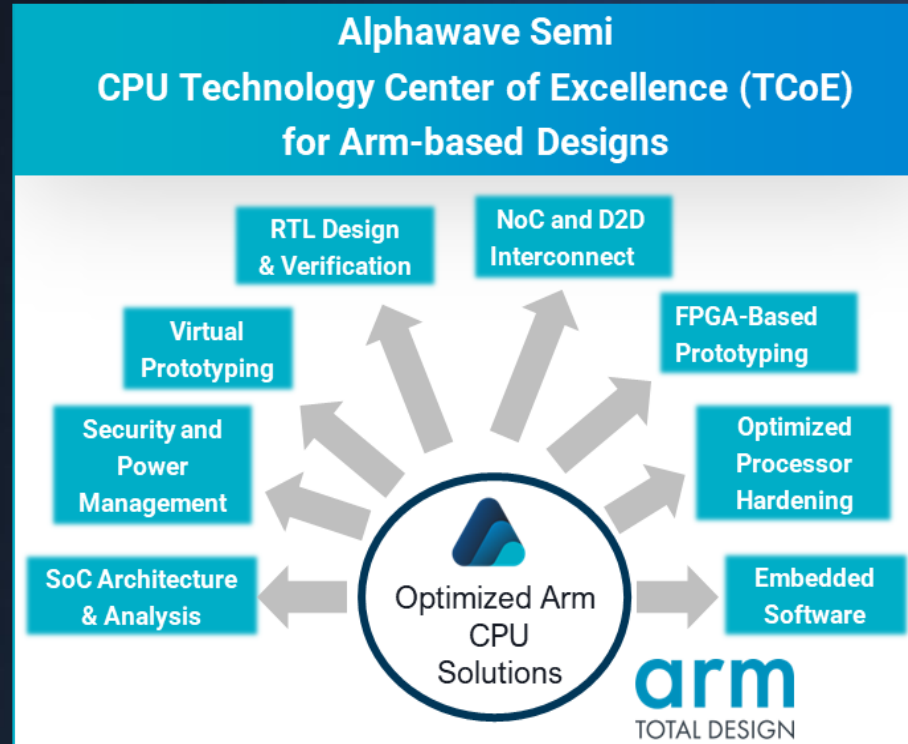 Alphawave Semi
CPU Technology Center of Excellence (TCoE)
for Arm-based Designs
RTL Design
& Verification
NoC and D2D
Interconnect
Virtual
Prototyping
FPGA-Based
Prototyping
Security and
Power
Management
Optimized
Processor
Hardening
SoC Architecture
& Analysis
Optimized Arm
CPU
Solutions
Embedded
Software
arm
TOTAL DESIGN